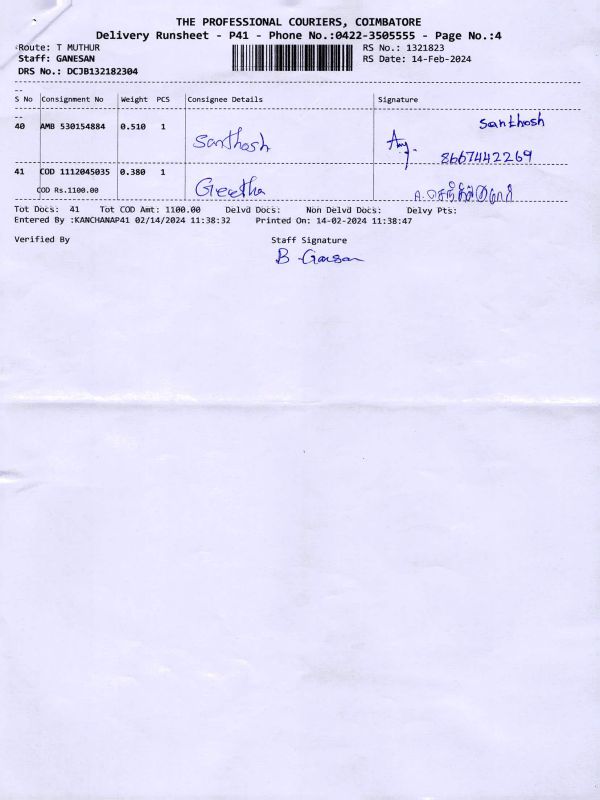 THE PROFESSIONAL COURIERS, COIMBATORE
Delivery Runsheet - P41 - Phone No.:0422-3505555 - Page No.:4
Route: T MUTHUR RS No.: 1321823
Staff: GANESAN RS Date: 14-Feb-2024
DRS No.: DCJB132182304
S No Consignment No Weight PCS Consignee Details Signature
40 AMB 530154884 0.510 1 Santhosh Santhosh
8667442269
41 COD 1112045035 0.380 1 Geetha
COD Rs.1100.00
Tot Docs: 41 Tot COD Amt: 1100.00 Delvd Docs: Non Delvd Docs: Delvy Pts:
Entered By :KANCHANAP41 02/14/2024 11:38:32 Printed On: 14-02-2024 11:38:47
Verified By Staff Signature